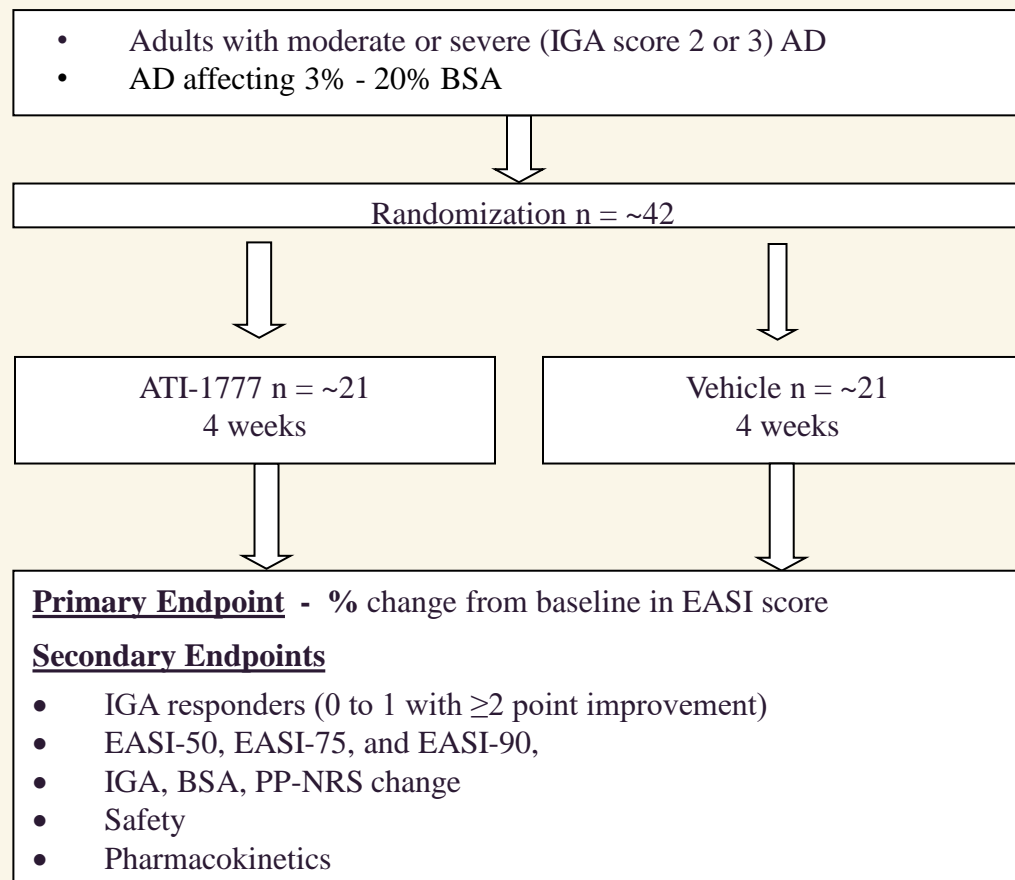 • Adults with moderate or severe (IGA score 2 or 3) AD
• AD affecting 3% - 20% BSA
Randomization n = ~42
ATI-1777 n = ~21
4 weeks
Vehicle n = ~21
4 weeks
Primary Endpoint - % change from baseline in EASI score
Secondary Endpoints
• IGA responders (0 to 1 with ≥2 point improvement)
• EASI-50, EASI-75, and EASI-90,
• IGA, BSA, PP-NRS change
• Safety
• Pharmacokinetics